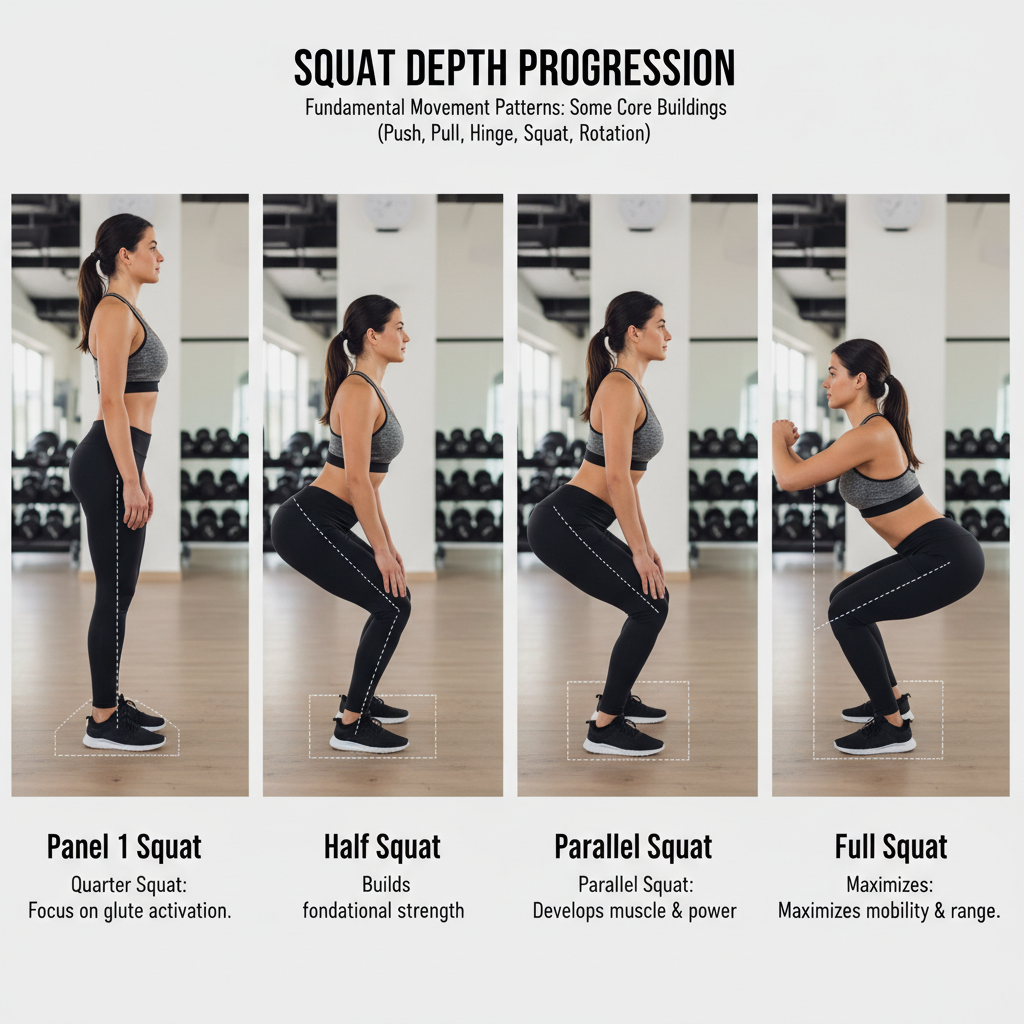 SQUAT DEPTH PROGRESSION
Fundamental Movement Patterns: Some Core Buildings
(Push, Pull, Hinge, Squat, Rotation)
Panel 1 Squat
Quarter Squat:
Focus on glute activation.
Half Squat
Builds
fondational strength
Parallel Squat
Parallel Squat:
Develops muscle & power
Full Squat
Maximizes:
Maximizes mobility & range.